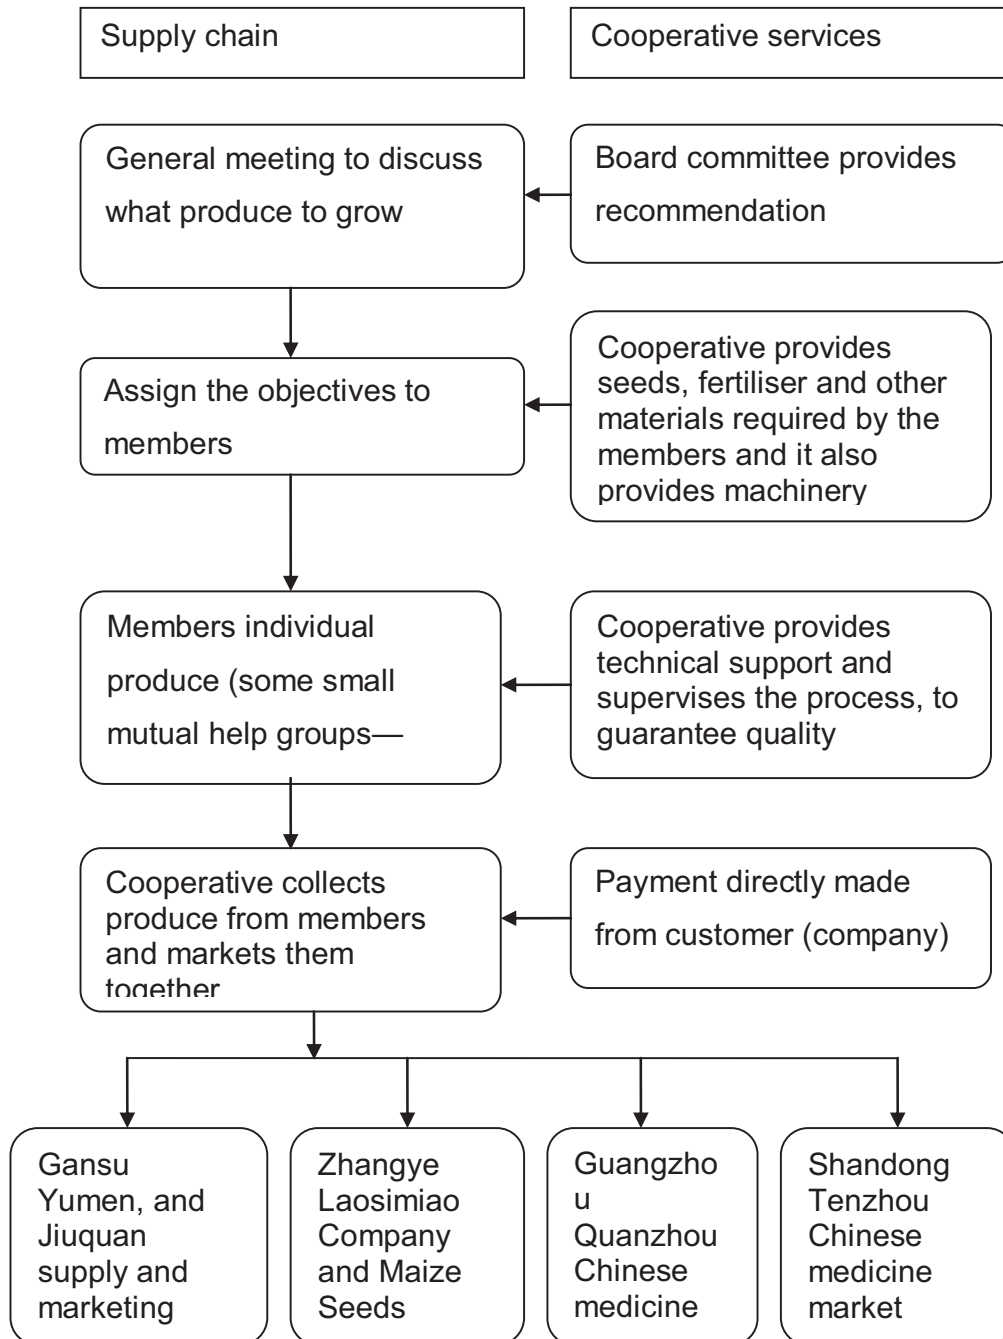 Supply chain
Cooperative services
General meeting to discuss
what produce to grow
Board committee provides
recommendation
Assign the objectives to
members
Cooperative provides
seeds, fertiliser and other
materials required by the
members and it also
provides machinery
Members individual
produce (some small
mutual help groups—
Cooperative provides
technical support and
supervises the process, to
guarantee quality
Cooperative collects
produce from members
and markets them
together
Payment directly made
from customer (company)
Gansu
Yumen, and
Jiuquan
supply and
marketing
Zhangye
Laosimiao
Company
and Maize
Seeds
Guangzho
u
Quanzhou
Chinese
medicine
Shandong
Tenzhou
Chinese
medicine
market